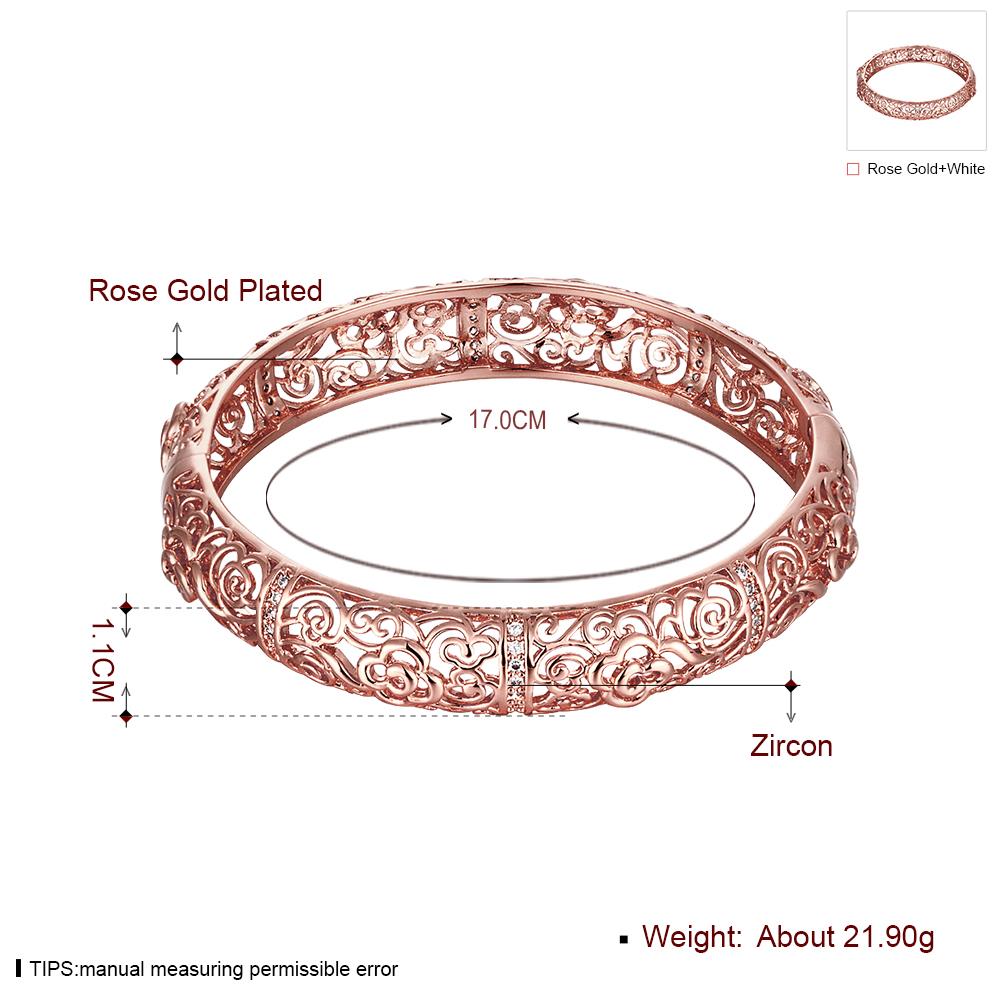 Rose Gold+White
Rose Gold Plated
17.0CM
1.1CM
Zircon
Weight: About 21.90g
TIPS:manual measuring permissible error